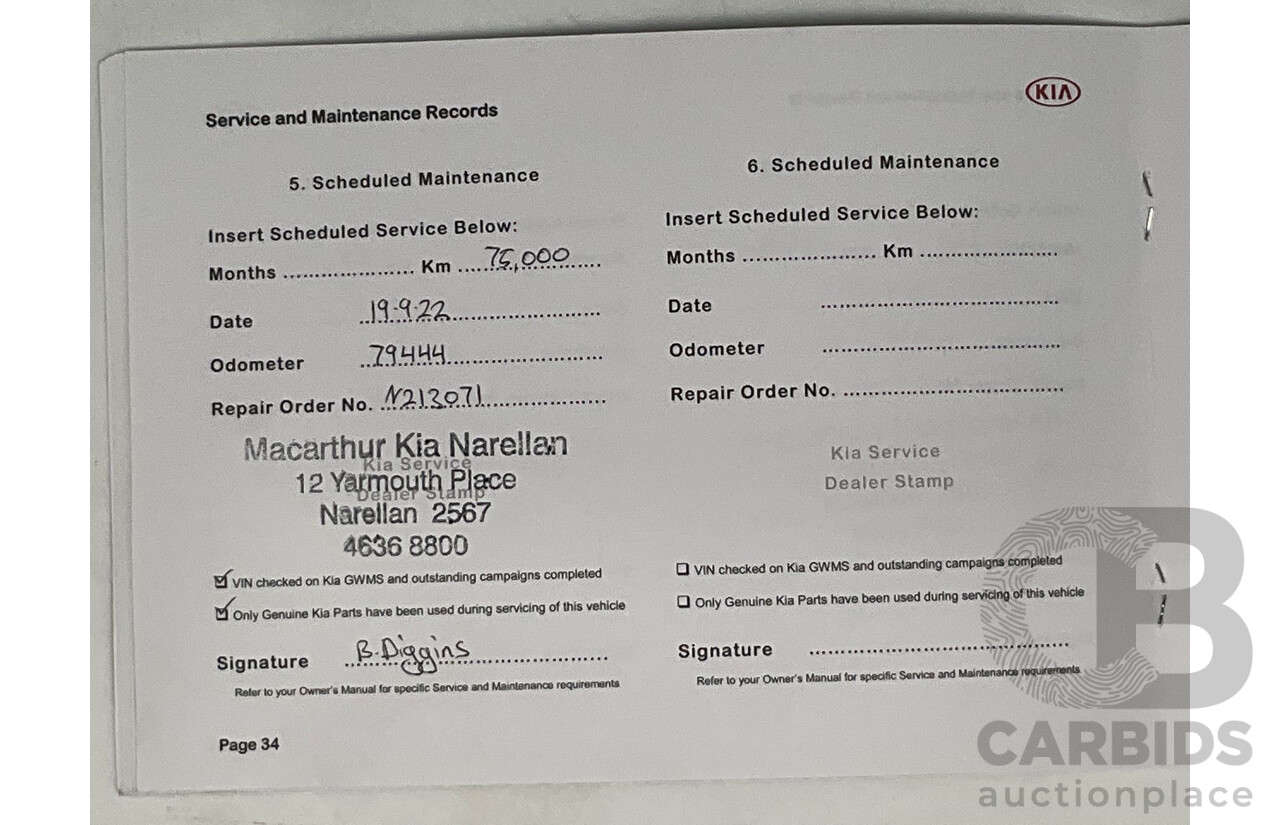 Service and Maintenance Records
KIA
5. Scheduled Maintenance
Insert Scheduled Service Below:
Months ..................... Km 75,000
Date 19.9.22
Odometer 79444
Repair Order No. N213071
Macarthur Kia Narellan
Kia Service
12 Yarmouth Place
Dealer Stamp
Narellan 2567
4636 8800
VIN checked on Kia GWMS and outstanding campaigns completed
Only Genuine Kia Parts have been used during servicing of this vehicle
Signature B.Diggins
Refer to your Owner's Manual for specific Service and Maintenance requirements
Page 34
6. Scheduled Maintenance
Insert Scheduled Service Below:
Months ..................... Km ......................
Date ......................................
Odometer ......................................
Repair Order No. ...................................
Kia Service
Dealer Stamp
VIN checked on Kia GWMS and outstanding campaigns completed
Only Genuine Kia Parts have been used during servicing of this vehicle
Signature ..........................................
Refer to your Owner's Manual for specific Service and Maintenance requirements
CB
CARBIDS
auctionplace